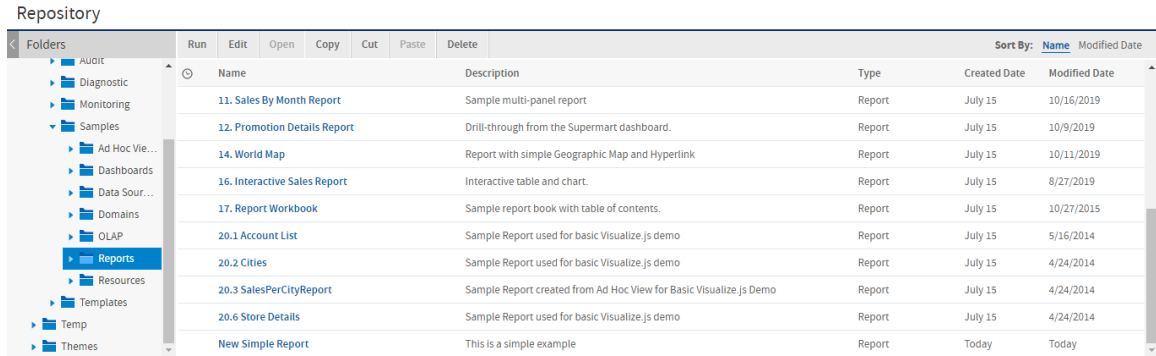 Repository
Folders
Run Edit Open Copy Cut Paste Delete Sort By: Name Modified Date
Audit
Diagnostic
Monitoring
Samples
Ad Hoc Vie...
Dashboards
Data Sour...
Domains
OLAP
Reports
Resources
Templates
Temp
Themes
Name Description Type Created Date Modified Date
11. Sales By Month Report Sample multi-panel report Report July 15 10/16/2019
12. Promotion Details Report Drill-through from the Supermart dashboard. Report July 15 10/9/2019
14. World Map Report with simple Geographic Map and Hyperlink Report July 15 10/11/2019
16. Interactive Sales Report Interactive table and chart. Report July 15 8/27/2019
17. Report Workbook Sample report book with table of contents. Report July 15 10/27/2015
20.1 Account List Sample Report used for basic Visualize.js demo Report July 15 5/16/2014
20.2 Cities Sample Report used for basic Visualize.js demo Report July 15 4/24/2014
20.3 SalesPerCityReport Sample Report created from Ad Hoc View for Basic Visualize.js Demo Report July 15 4/24/2014
20.6 Store Details Sample Report used for basic Visualize.js demo Report July 15 4/24/2014
New Simple Report This is a simple example Report Today Today